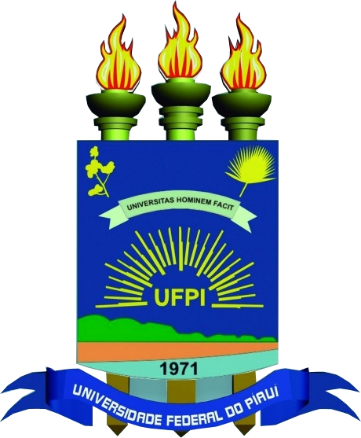 UNIVERSITAS HOMINEM FACIT
UFPI
1971
UNIVERSIDADE FEDERAL DO PIAUÍ